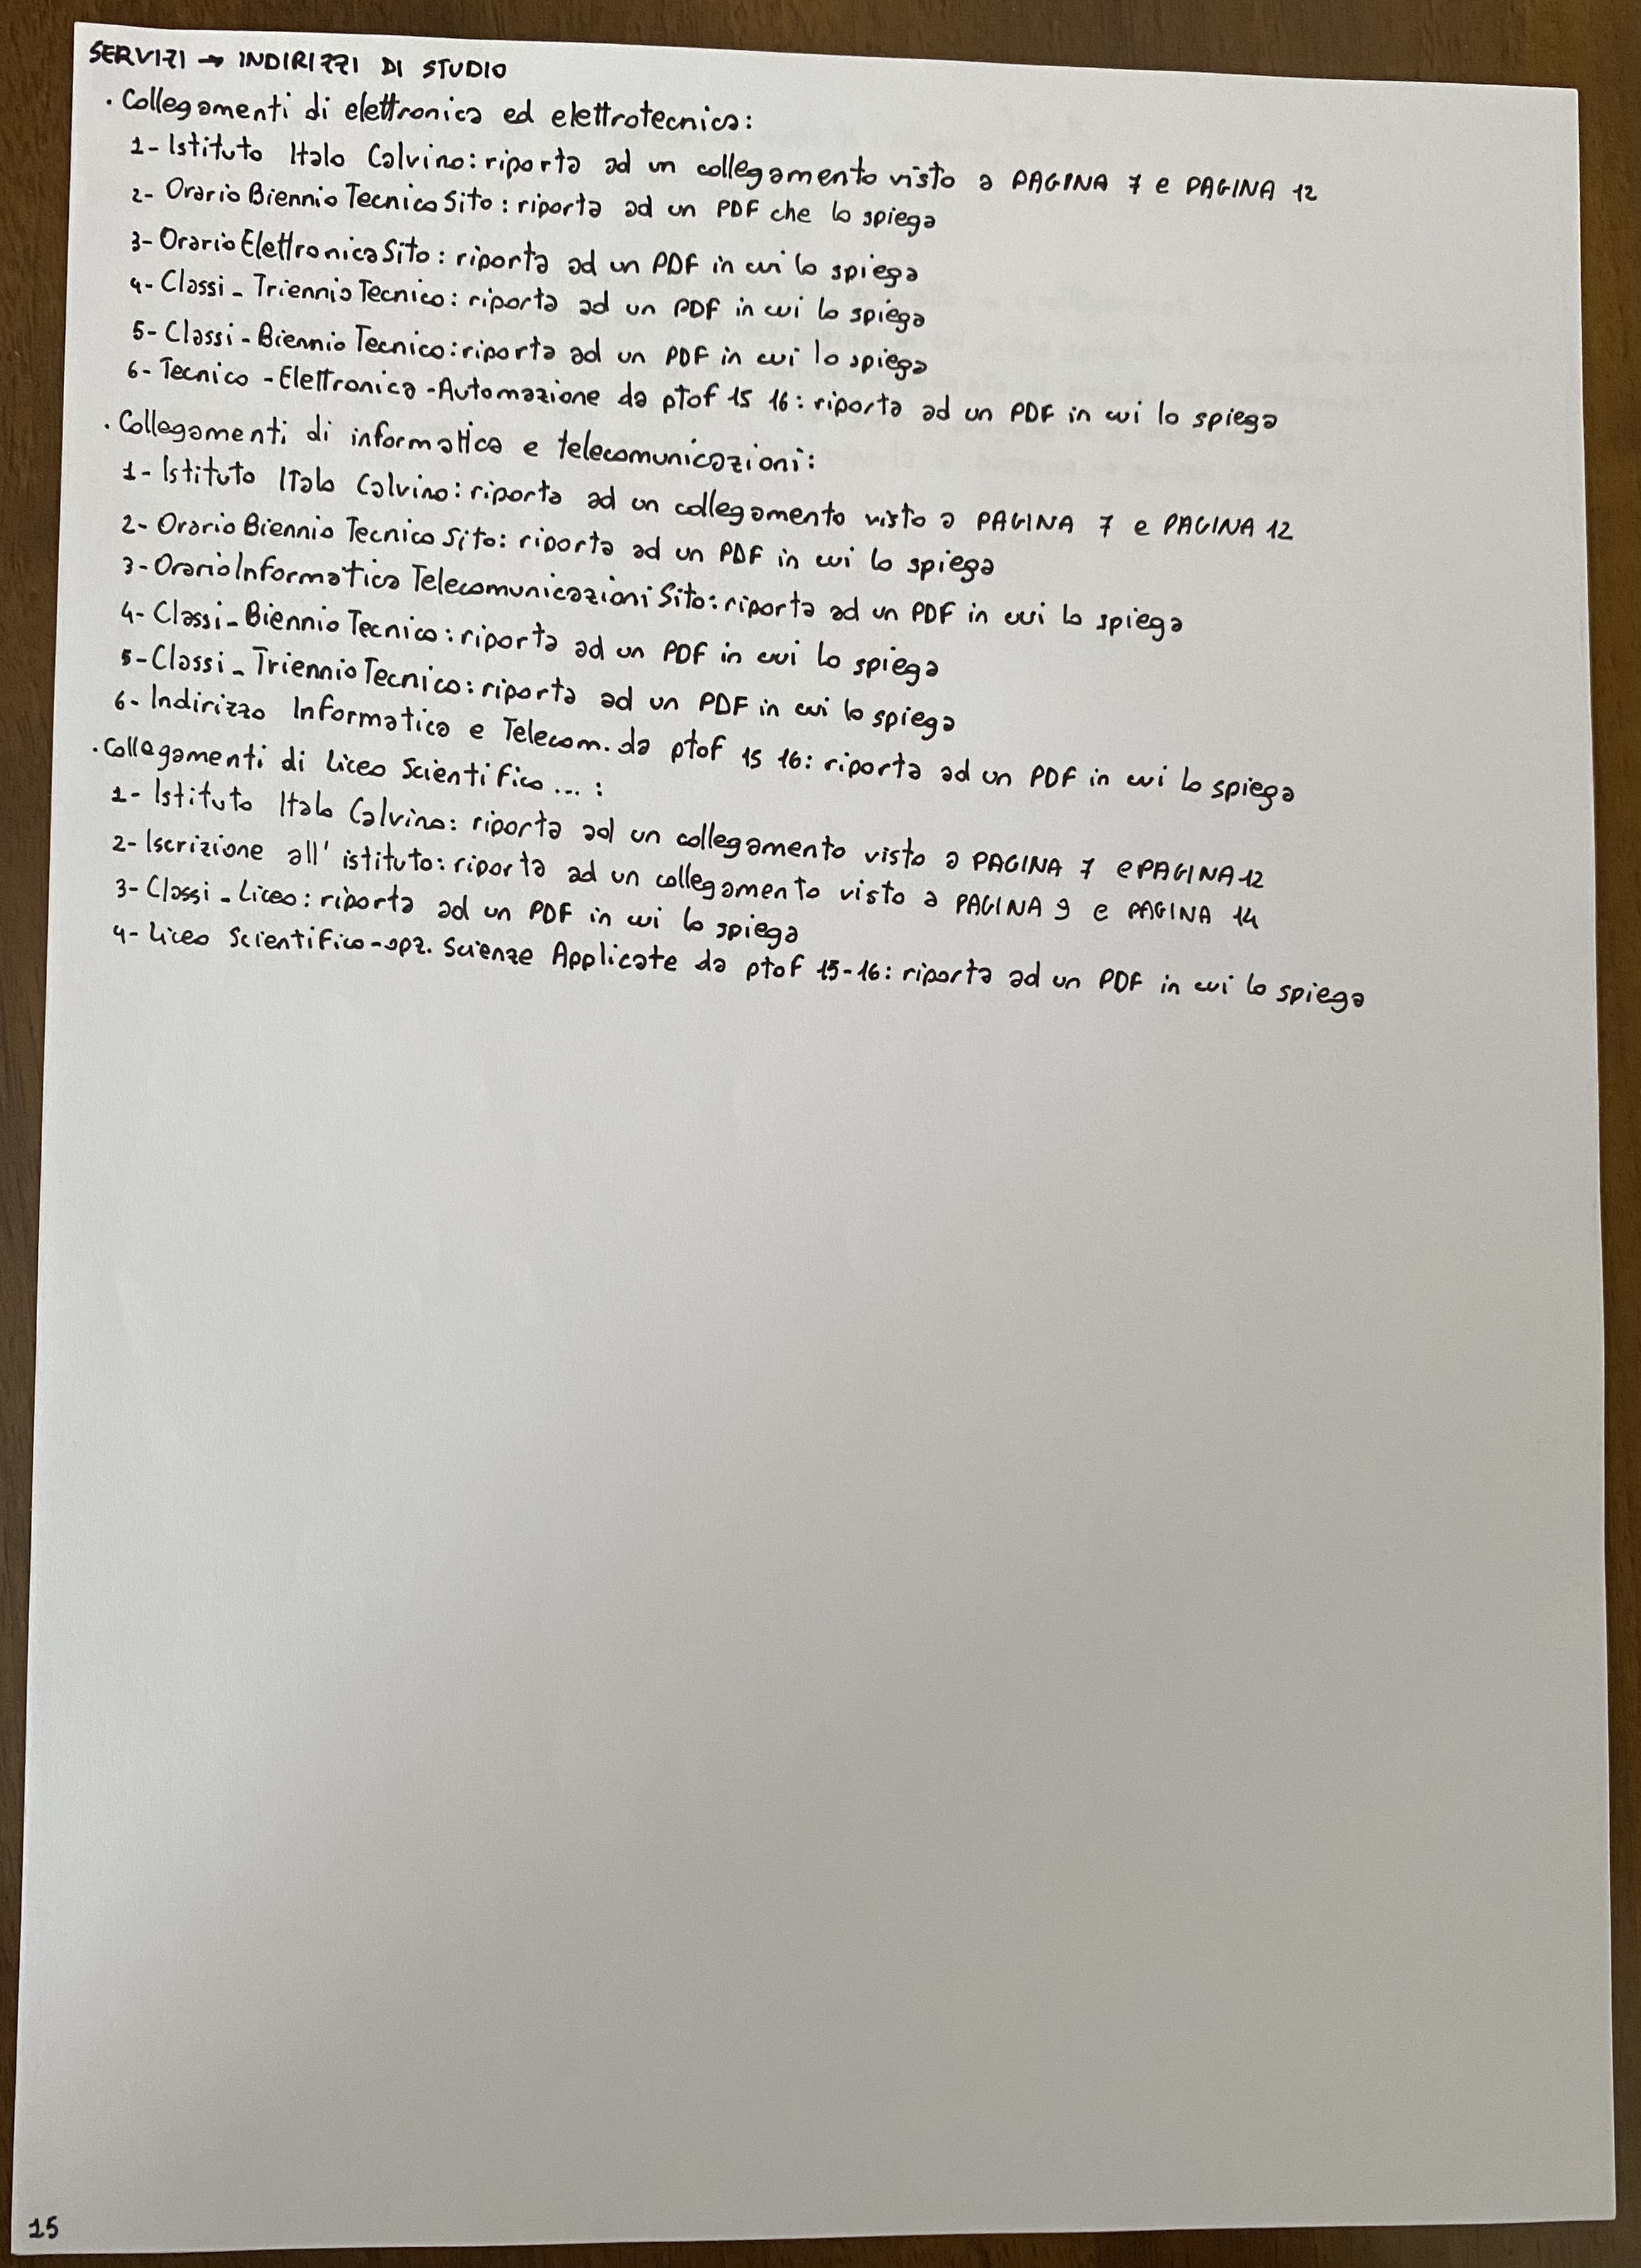 SERVIZI → INDIRIZZI DI STUDIO
. Collegamenti di elettronica ed elettrotecnica:
1- Istituto Italo Calvino: riporta ad un collegamento visto a PAGINA 7 e PAGINA 12
2- Orario Biennio Tecnico Sito: riporta ad un PDF che lo spiega
3- Orario Elettronica Sito: riporta ad un PDF in cui lo spiega
4- Classi_Triennio Tecnico: riporta ad un PDF in cui lo spiega
5- Classi-Biennio Tecnico: riporta ad un PDF in cui lo spiega
6- Tecnico-Elettronica-Automazione da ptof 15 16: riporta ad un PDF in cui lo spiega
. Collegamenti di informatica e telecomunicazioni:
1- Istituto Italo Calvino: riporta ad un collegamento visto a PAGINA 7 e PAGINA 12
2- Orario Biennio Tecnico Sito: riporta ad un PDF in cui lo spiega
3- Orario Informatica Telecomunicazioni Sito: riporta ad un PDF in cui lo spiega
4- Classi-Biennio Tecnico: riporta ad un PDF in cui lo spiega
5- Classi_Triennio Tecnico: riporta ad un PDF in cui lo spiega
6- Indirizzo Informatica e Telecom. da ptof 15 16: riporta ad un PDF in cui lo spiega
. Collegamenti di Liceo Scientifico ... :
1- Istituto Italo Calvino: riporta ad un collegamento visto a PAGINA 7 e PAGINA 12
2- Iscrizione all'istituto: riporta ad un collegamento visto a PAGINA 9 e PAGINA 14
3- Classi_Liceo: riporta ad un PDF in cui lo spiega
4- Liceo Scientifico-opz. Scienze Applicate da ptof 15-16: riporta ad un PDF in cui lo spiega
15